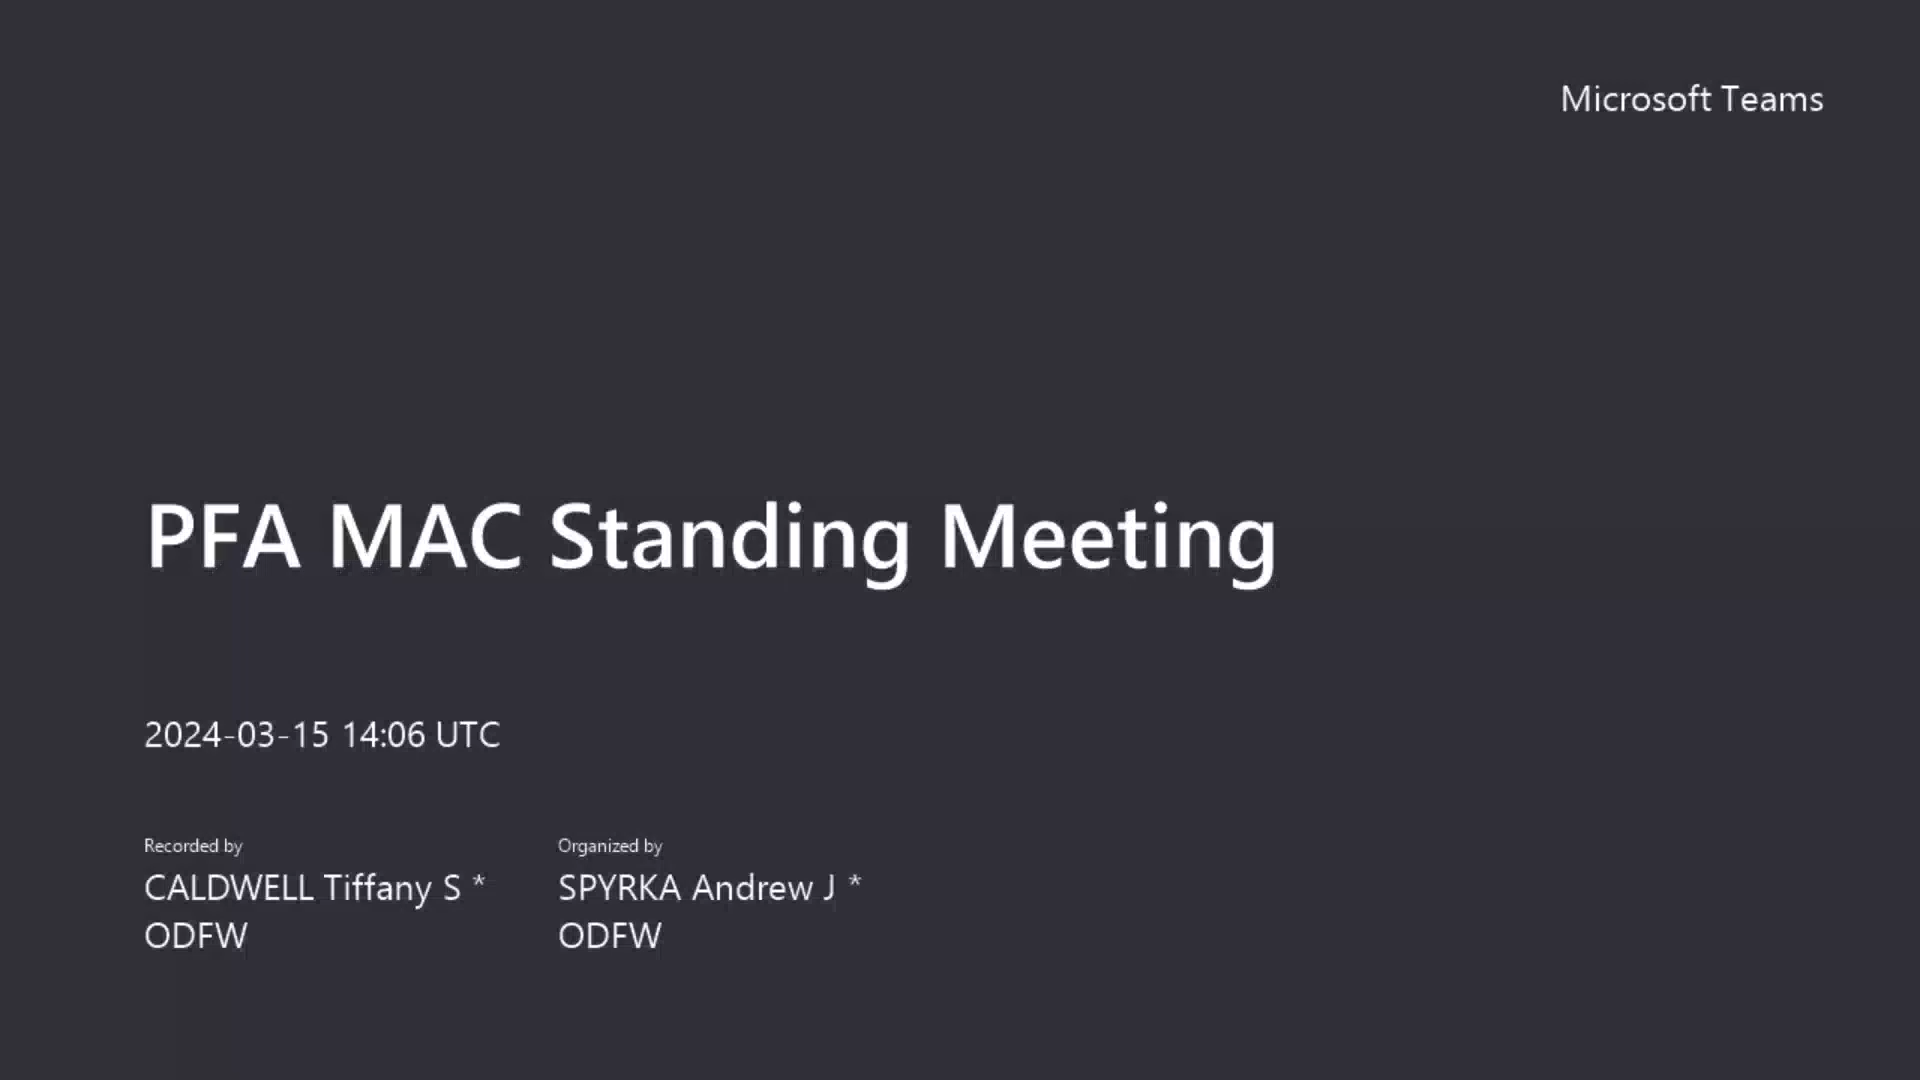 Microsoft Teams
PFA MAC Standing Meeting
2024-03-15 14:06 UTC
Recorded by
CALDWELL Tiffany S *
ODFW
Organized by
SPYRKA Andrew J *
ODFW